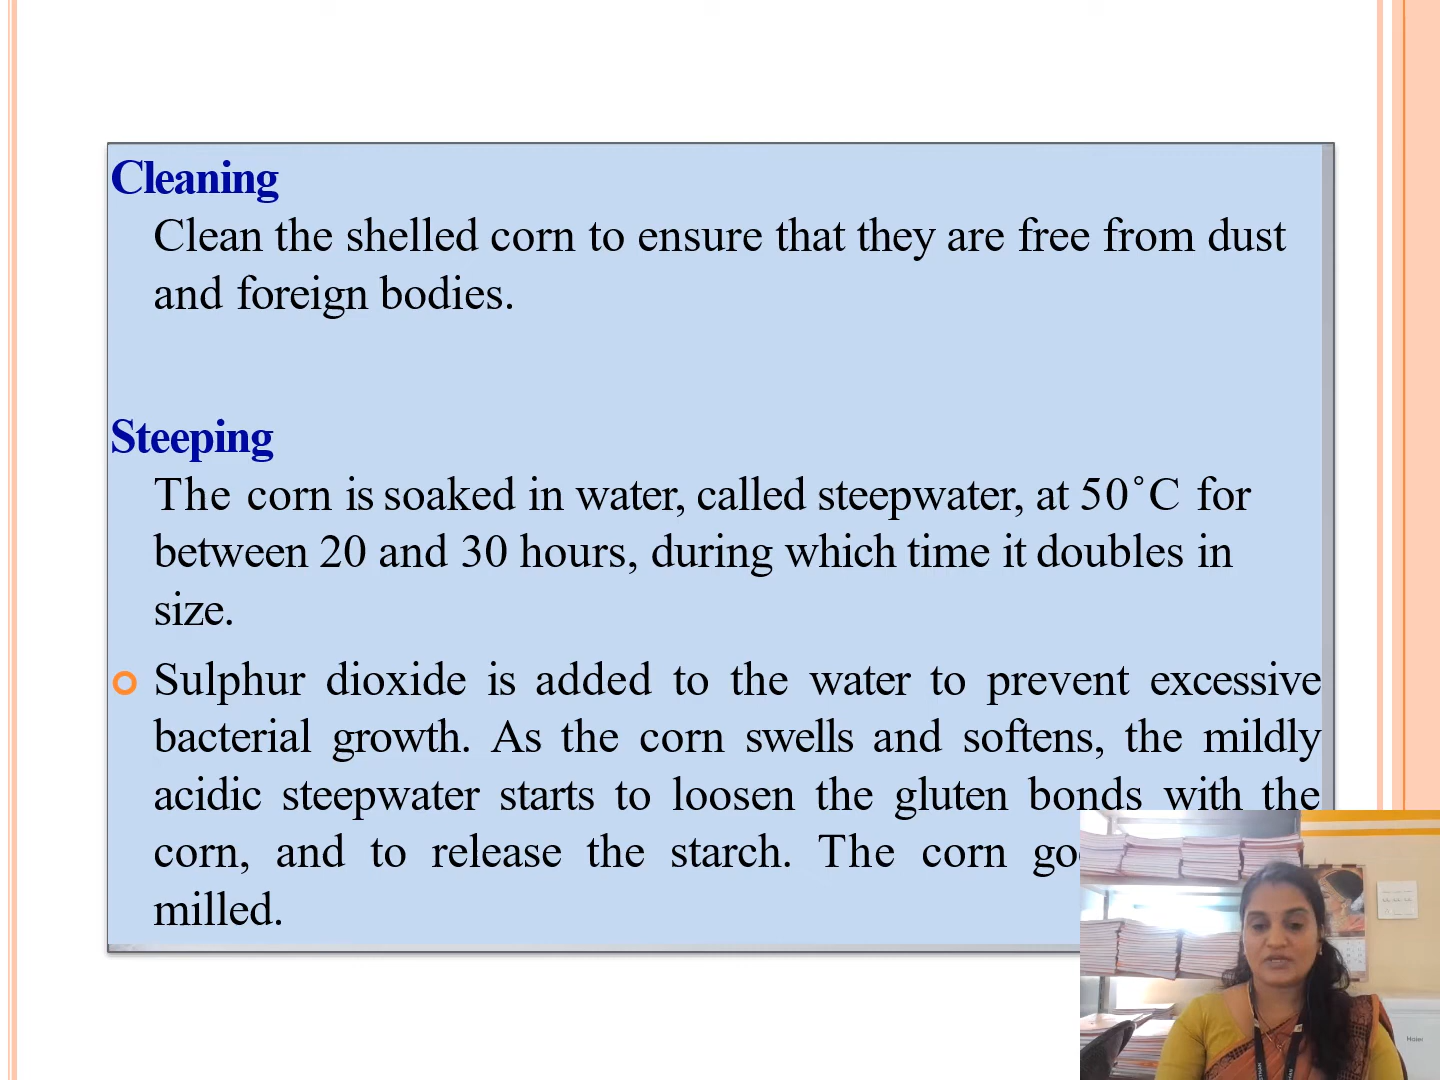 Cleaning
Clean the shelled corn to ensure that they are free from dust
and foreign bodies.
Steeping
The corn is soaked in water, called steepwater, at 50˚C for
between 20 and 30 hours, during which time it doubles in
size.
Sulphur dioxide is added to the water to prevent excessive
bacterial growth. As the corn swells and softens, the mildly
acidic steepwater starts to loosen the gluten bonds with the
corn, and to release the starch. The corn
milled.
Haier